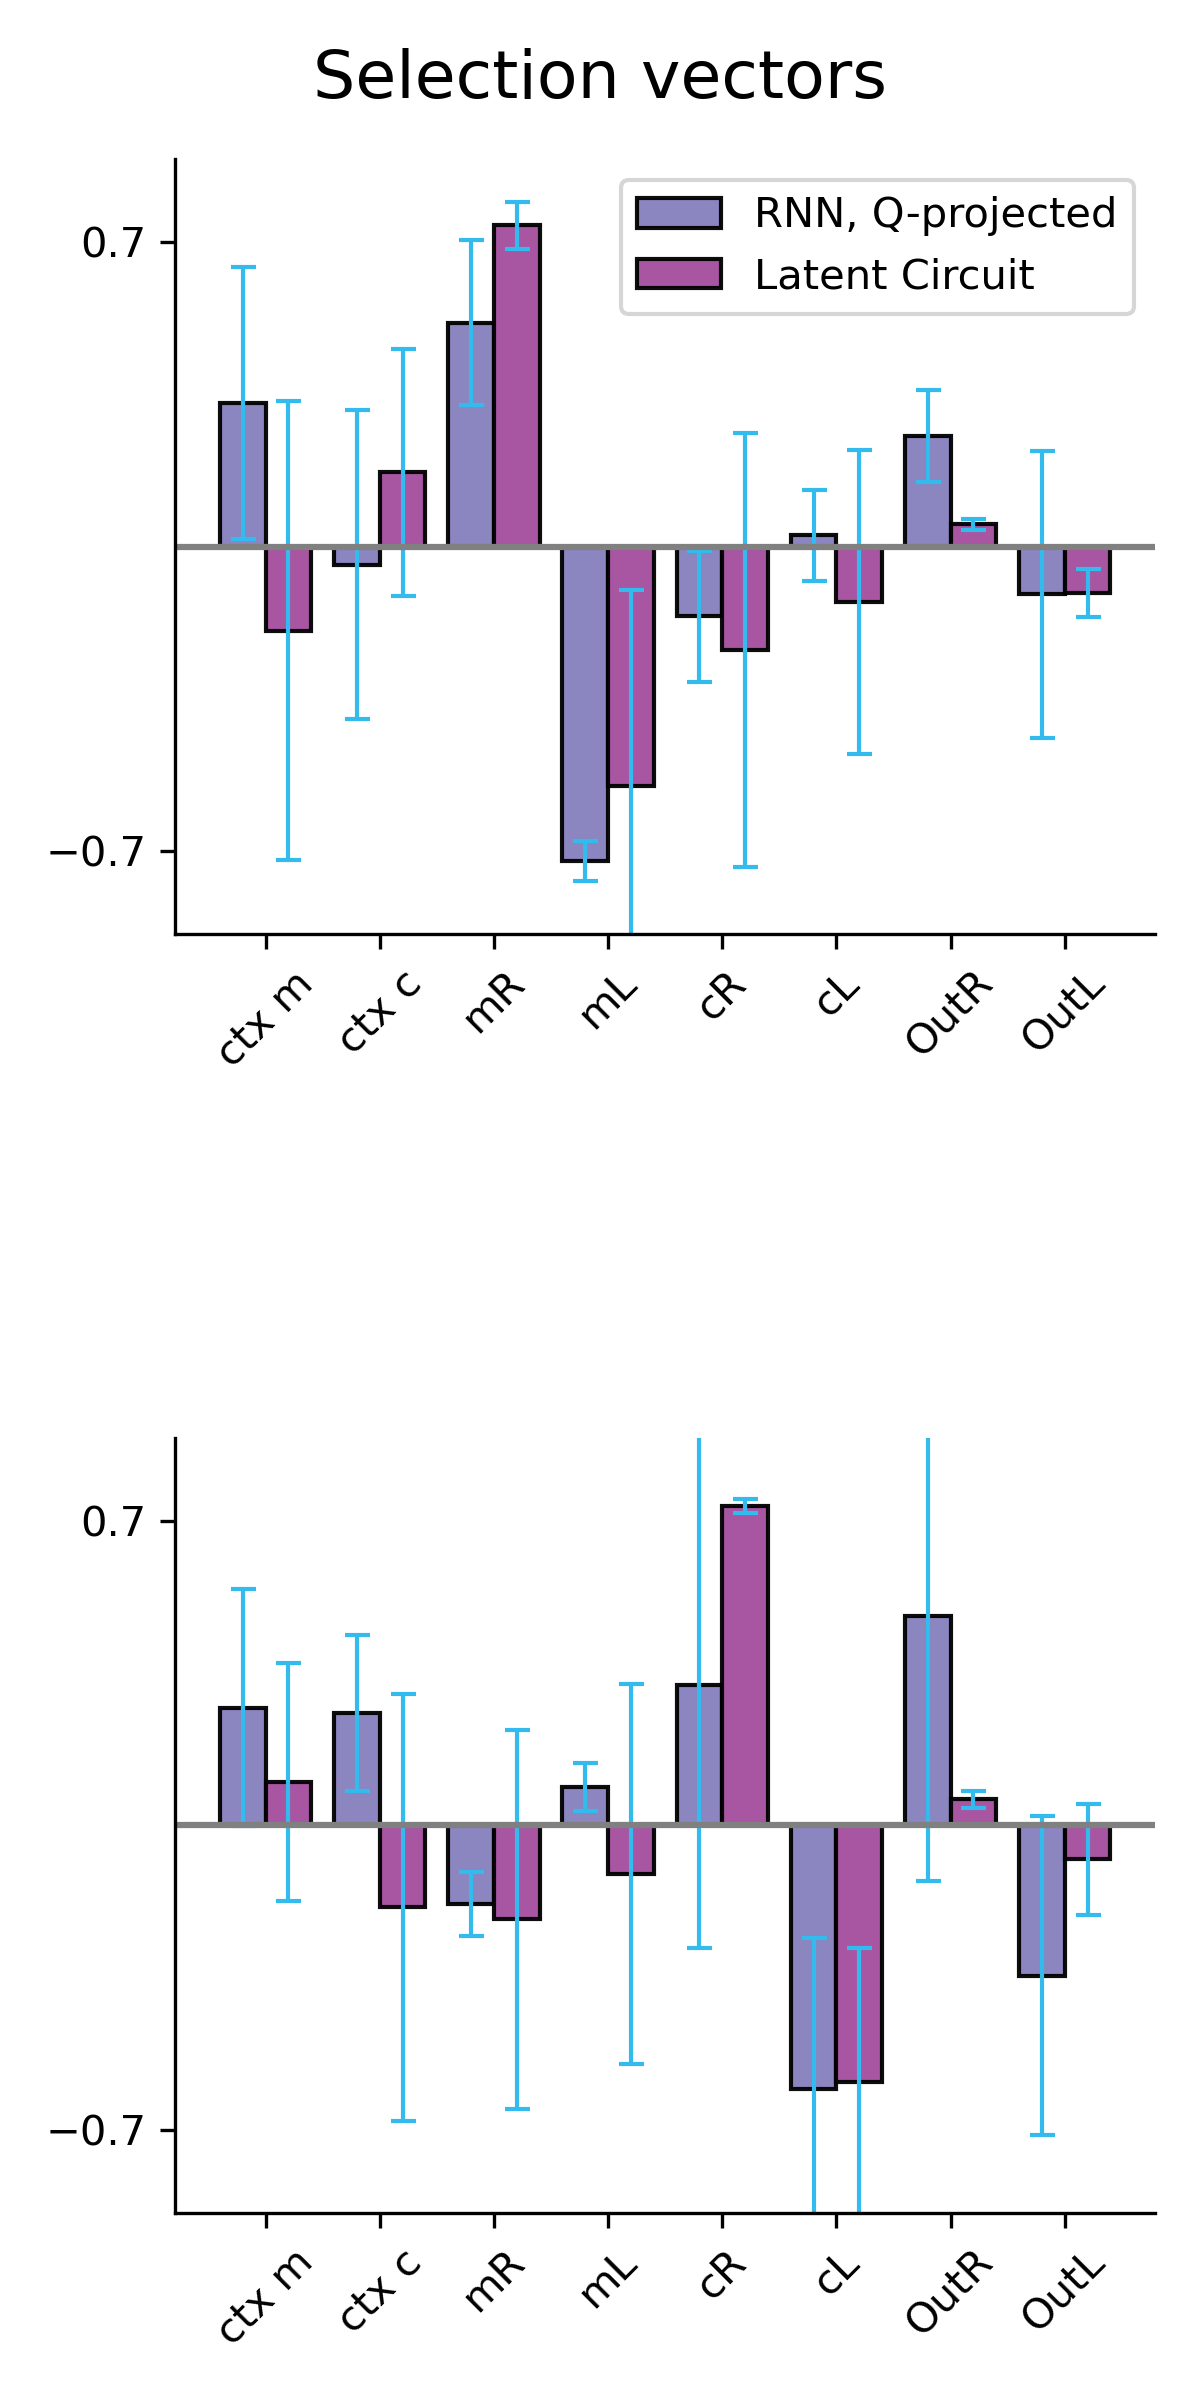 Selection vectors
0.7
−0.7
RNN, Q-projected
Latent Circuit
ctx m
ctx c
mR
mL
cR
cL
OutR
OutL
0.7
−0.7
ctx m
ctx c
mR
mL
cR
cL
OutR
OutL